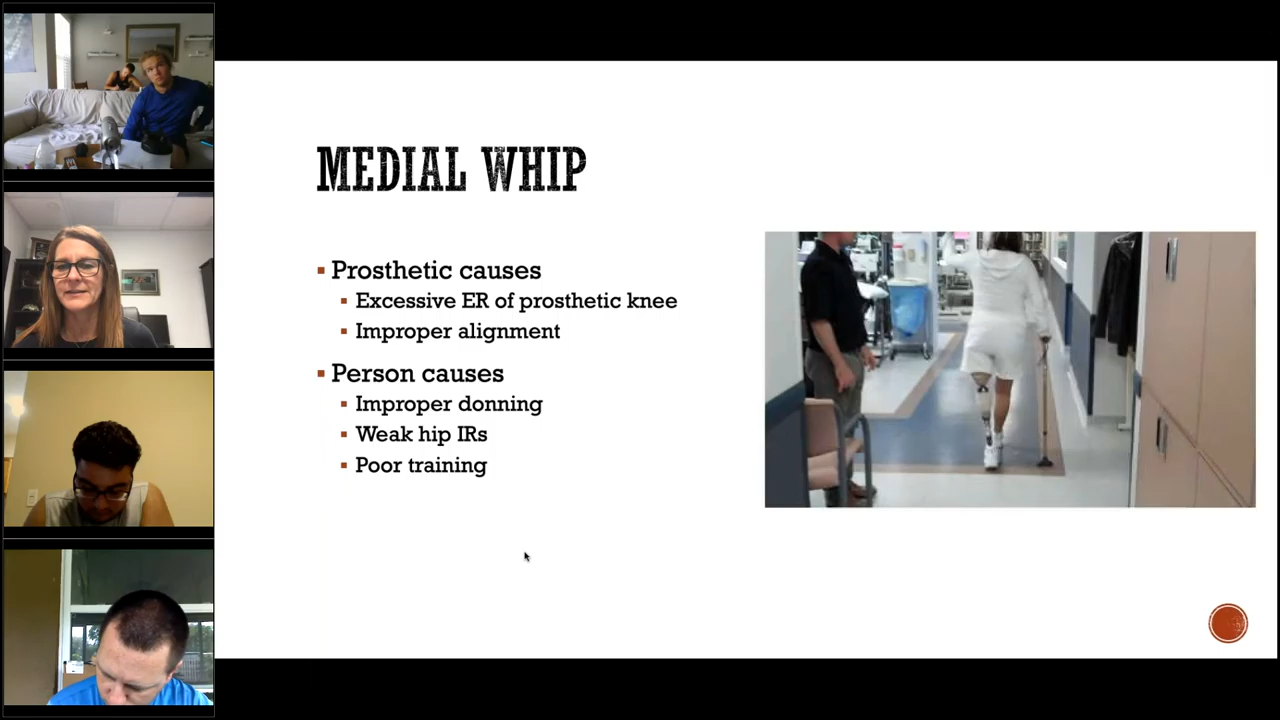 MEDIAL WHIP
Prosthetic causes
Excessive ER of prosthetic knee
Improper alignment
Person causes
Improper donning
Weak hip IRs
Poor training